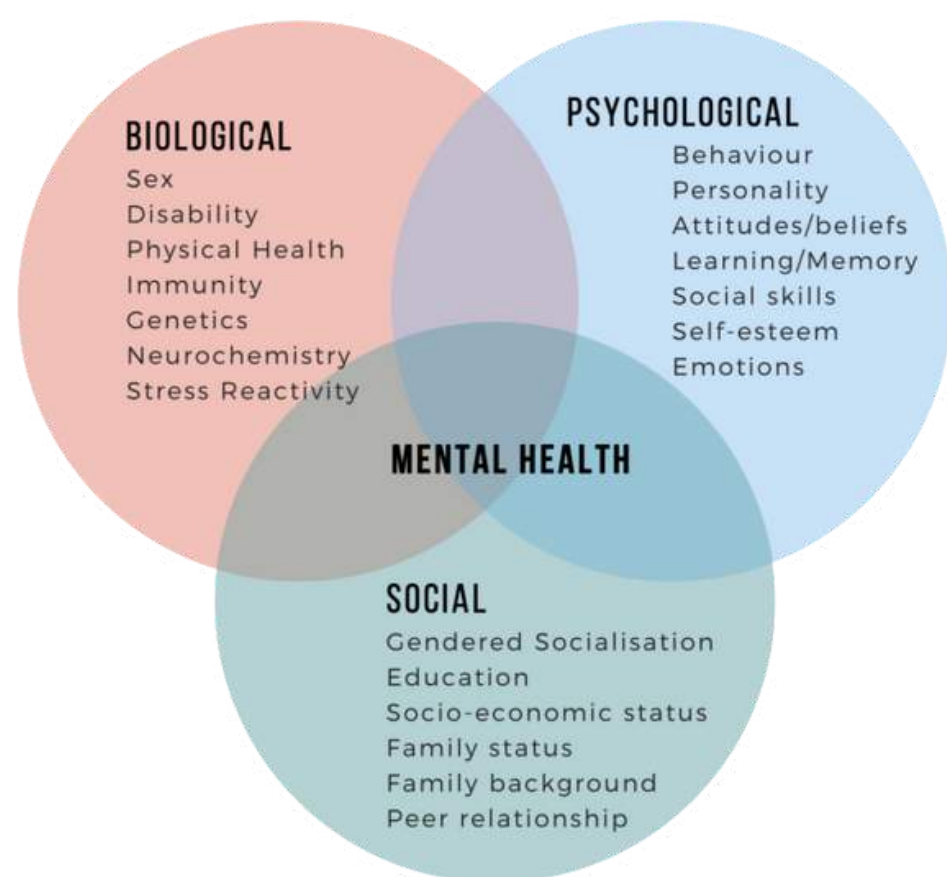 BIOLOGICAL
Sex
Disability
Physical Health
Immunity
Genetics
Neurochemistry
Stress Reactivity
PSYCHOLOGICAL
Behaviour
Personality
Attitudes/beliefs
Learning/Memory
Social skills
Self-esteem
Emotions
MENTAL HEALTH
SOCIAL
Gendered Socialisation
Education
Socio-economic status
Family status
Family background
Peer relationship